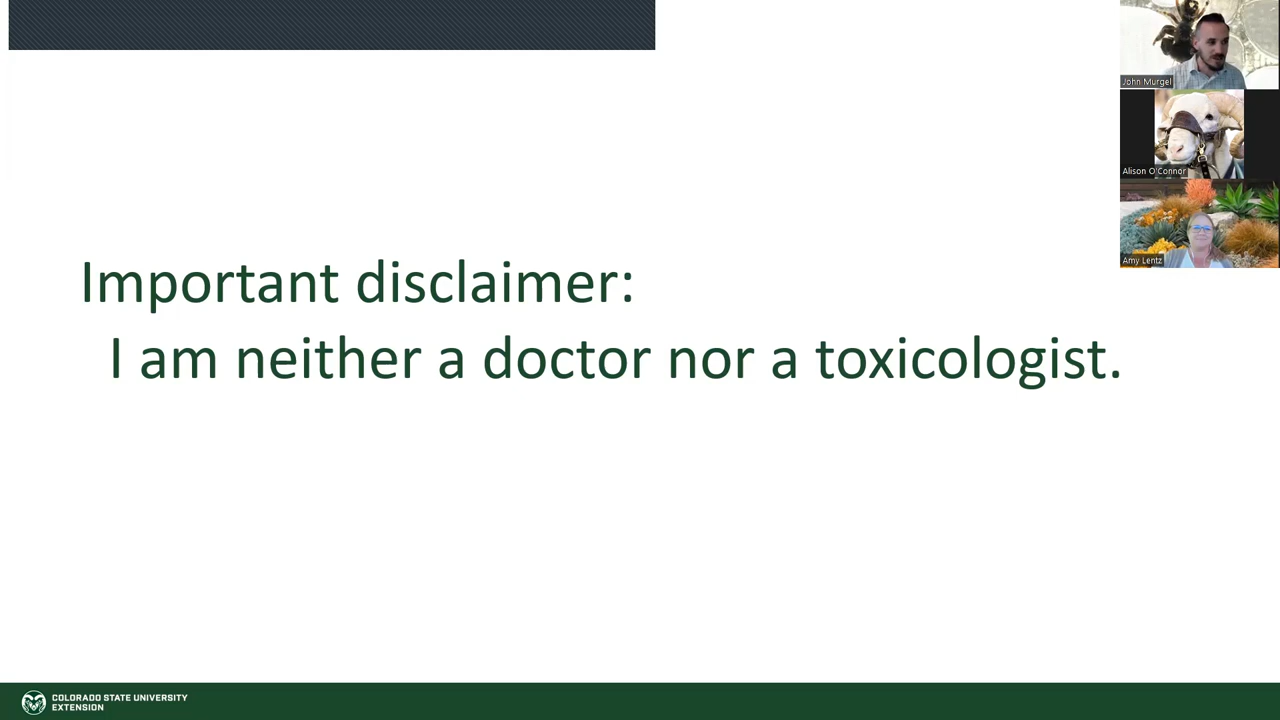 John Murgel
Alison O'Connor
Amy Lentz
Important disclaimer:
I am neither a doctor nor a toxicologist.
COLORADO STATE UNIVERSITY
EXTENSION